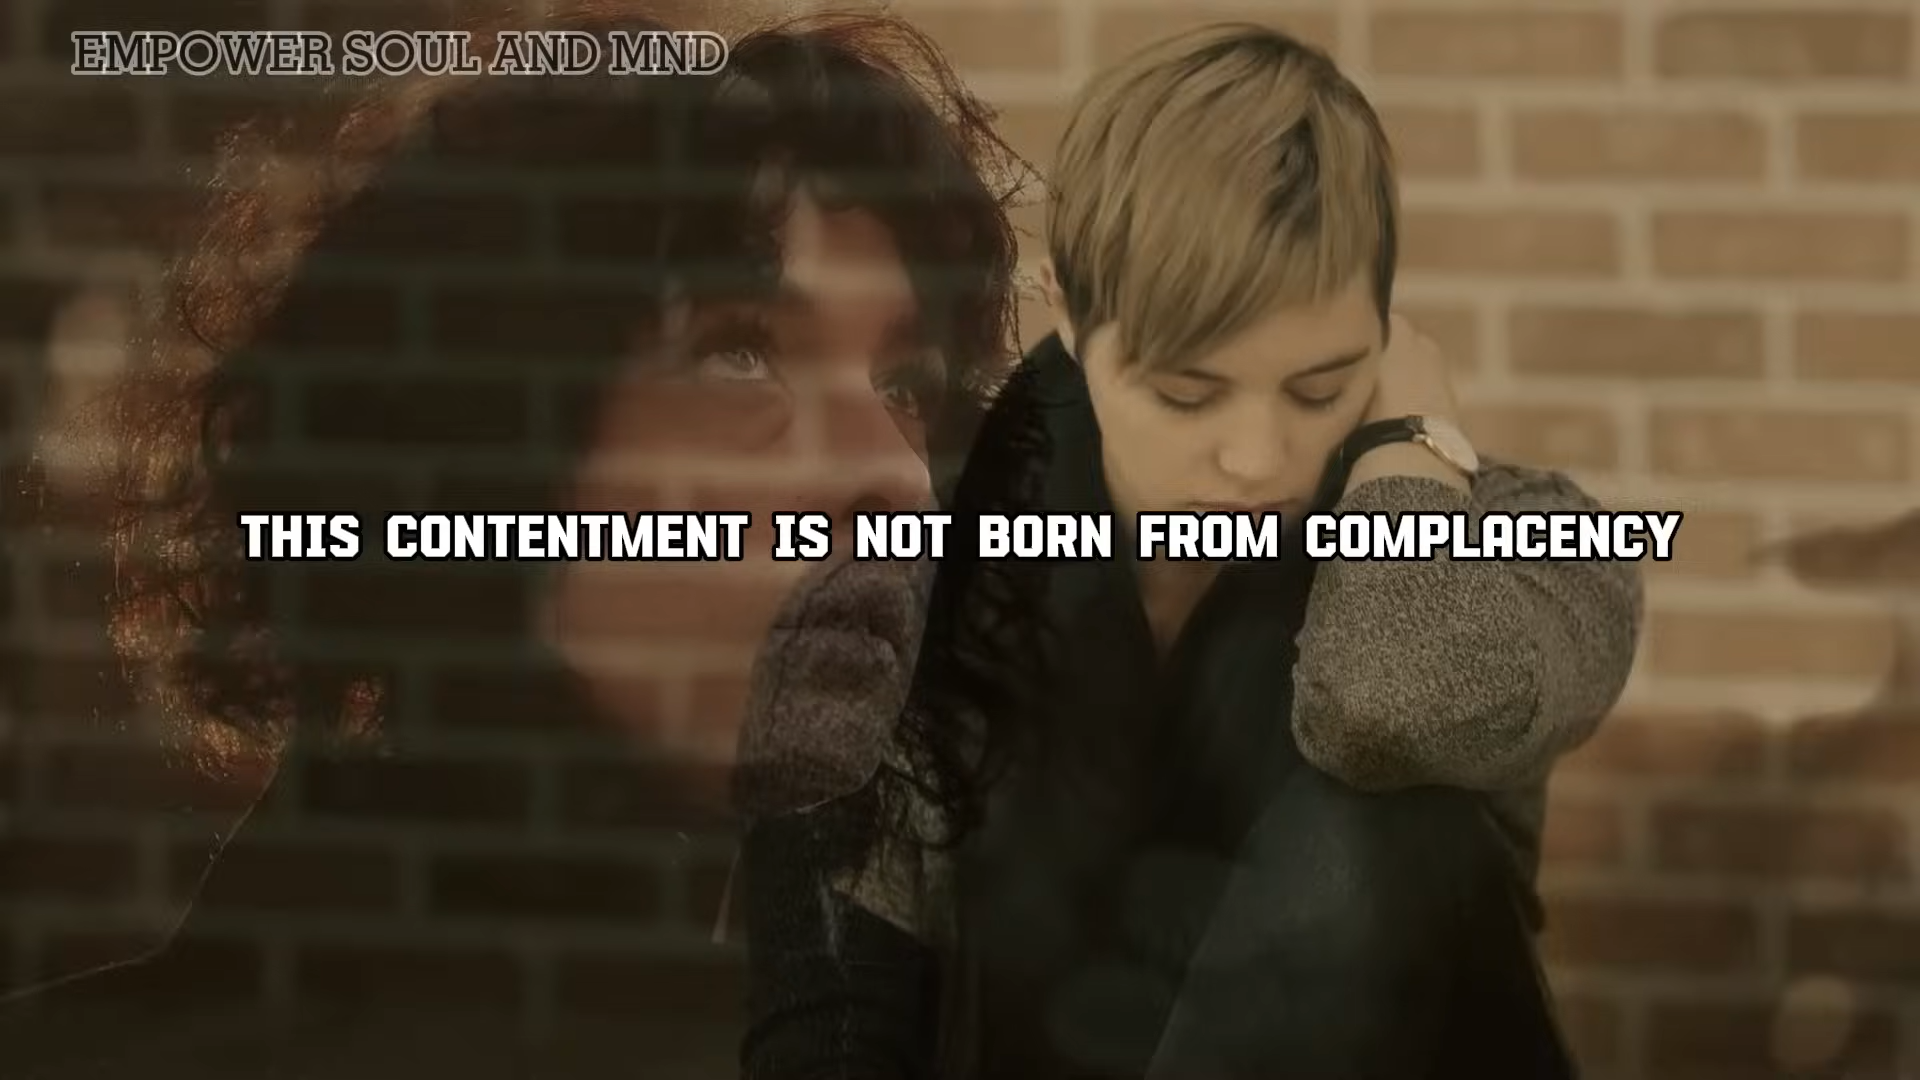 EMPOWER SOUL AND MND
THIS CONTENTMENT IS NOT BORN FROM COMPLACENCY